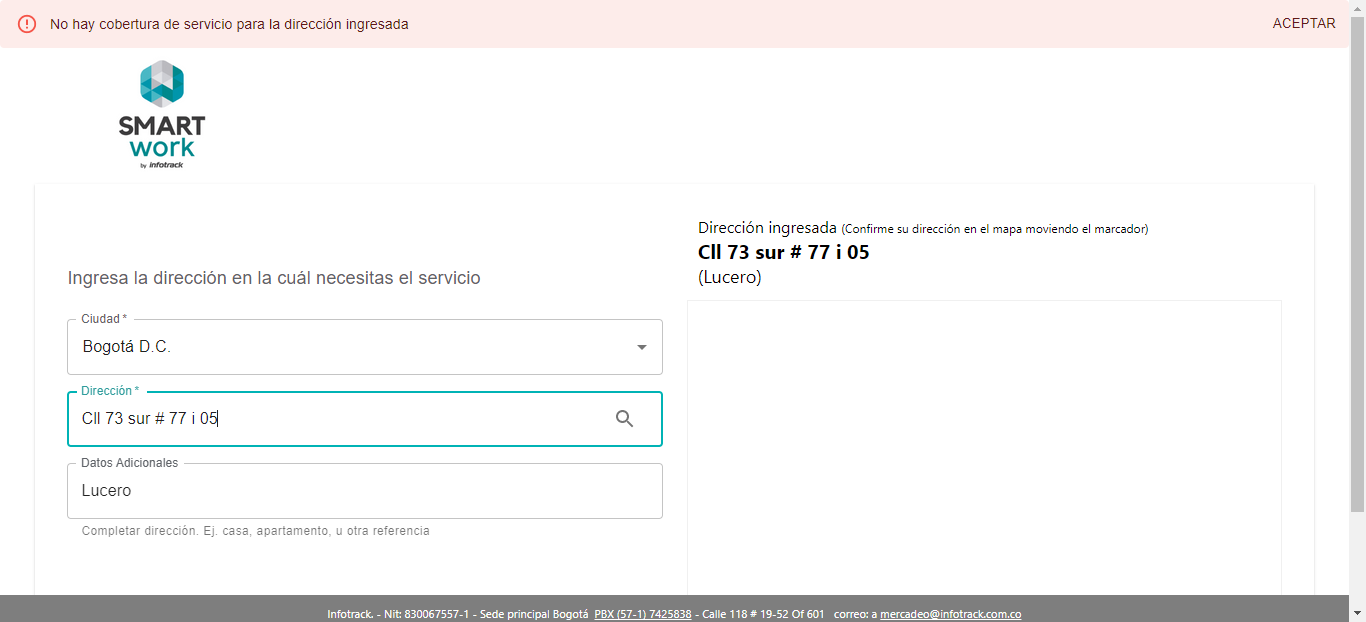 No hay cobertura de servicio para la dirección ingresada
ACEPTAR
SMART
work
by infotrack
Dirección ingresada (Confirme su dirección en el mapa moviendo el marcador)
Cll 73 sur # 77 i 05
(Lucero)
Ingresa la dirección en la cuál necesitas el servicio
Ciudad *
Bogotá D.C.
Dirección *
Cll 73 sur # 77 i 05
Datos Adicionales
Lucero
Completar dirección. Ej. casa, apartamento, u otra referencia
Infotrack. - Nit: 830067557-1 - Sede principal Bogotá PBX (57-1) 7425838 - Calle 118 # 19-52 Of 601 correo: a mercadeo@infotrack.com.co